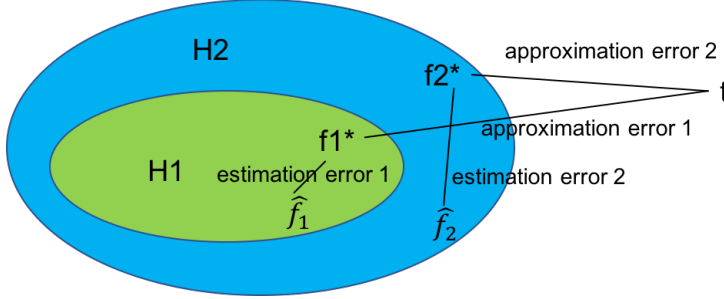 H2
approximation error 2
f2*
f
approximation error 1
f1*
H1
estimation error 1
estimation error 2
f̂₁
f̂₂